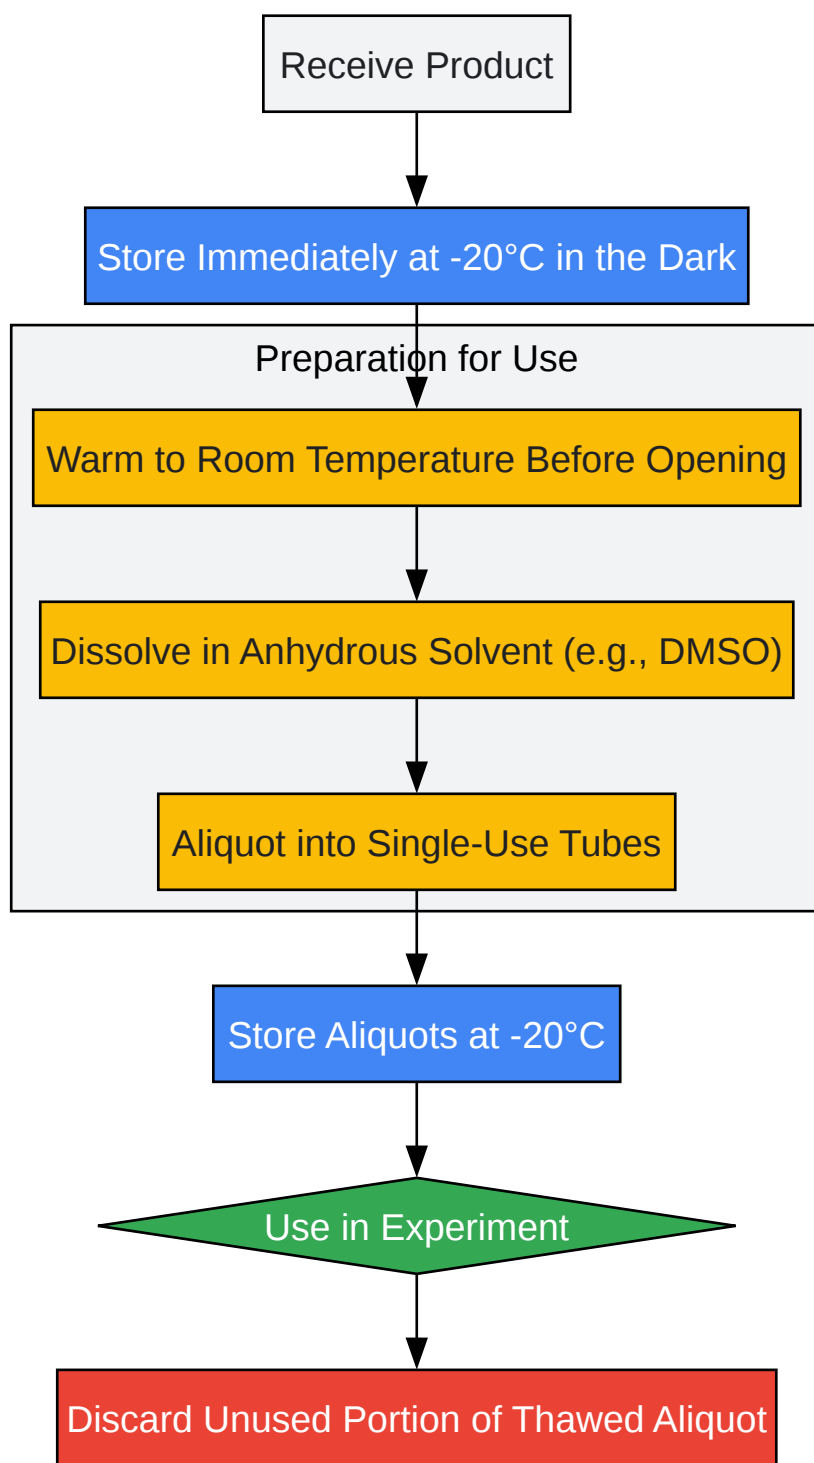 Receive Product
Store Immediately at -20°C in the Dark
Preparation for Use
Warm to Room Temperature Before Opening
Dissolve in Anhydrous Solvent (e.g., DMSO)
Aliquot into Single-Use Tubes
Store Aliquots at -20°C
Use in Experiment
Discard Unused Portion of Thawed Aliquot